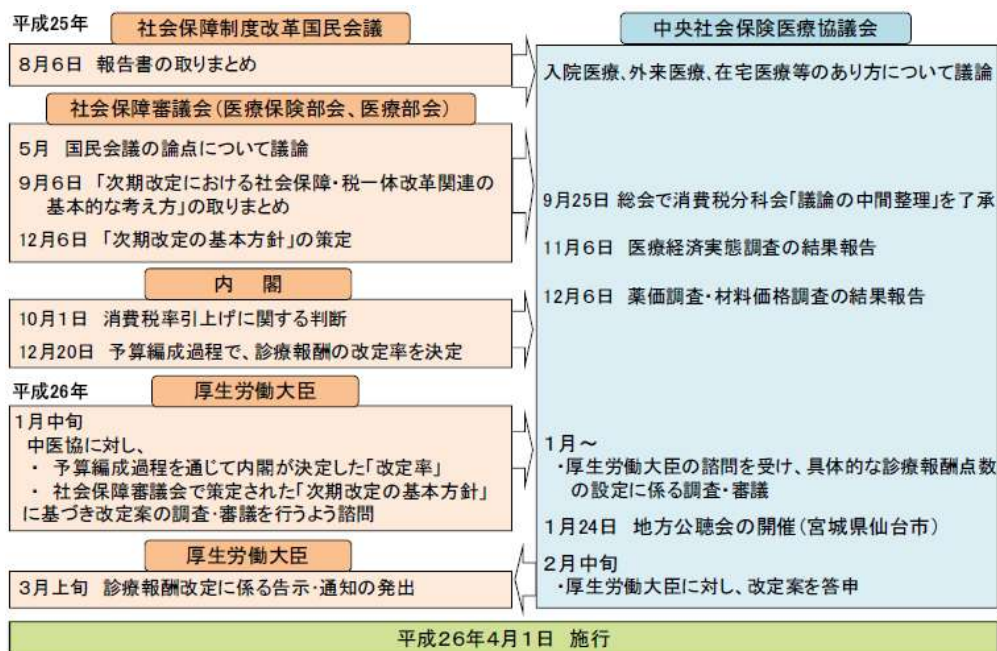 平成25年
社会保障制度改革国民会議
8月6日 報告書の取りまとめ
社会保障審議会(医療保険部会、医療部会)
5月 国民会議の論点について議論
9月6日 「次期改定における社会保障・税一体改革関連の
基本的な考え方」の取りまとめ
12月6日 「次期改定の基本方針」の策定
内 閣
10月1日 消費税率引上げに関する判断
12月20日 予算編成過程で、診療報酬の改定率を決定
平成26年
厚生労働大臣
1月中旬
中医協に対し、
・ 予算編成過程を通じて内閣が決定した「改定率」
・ 社会保障審議会で策定された「次期改定の基本方針」
に基づき改定案の調査・審議を行うよう諮問
厚生労働大臣
3月上旬 診療報酬改定に係る告示・通知の発出
中央社会保険医療協議会
入院医療、外来医療、在宅医療等のあり方について議論
9月25日 総会で消費税分科会「議論の中間整理」を了承
11月6日 医療経済実態調査の結果報告
12月6日 薬価調査・材料価格調査の結果報告
1月~
・厚生労働大臣の諮問を受け、具体的な診療報酬点数
の設定に係る調査・審議
1月24日 地方公聴会の開催(宮城県仙台市)
2月中旬
・厚生労働大臣に対し、改定案を答申
平成26年4月1日 施行